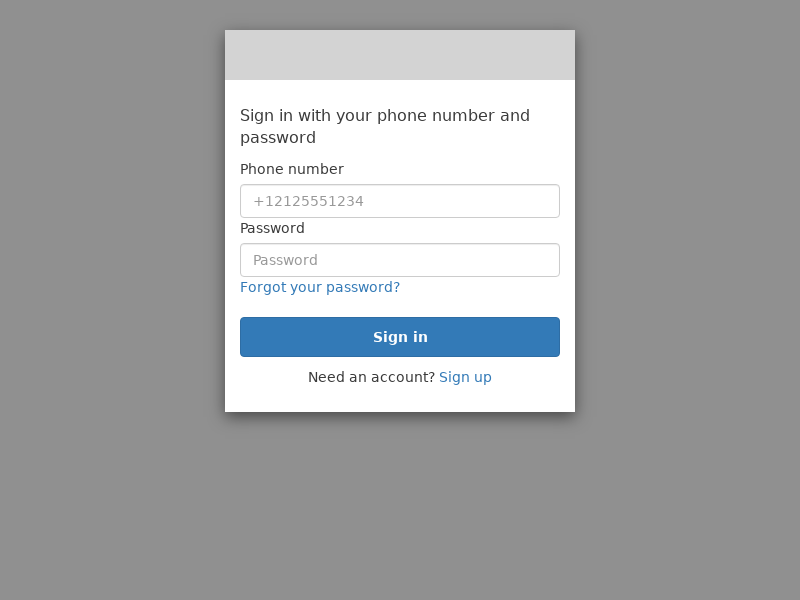 Sign in with your phone number and
password
Phone number
+12125551234
Password
Password
Forgot your password?
Sign in
Need an account? Sign up